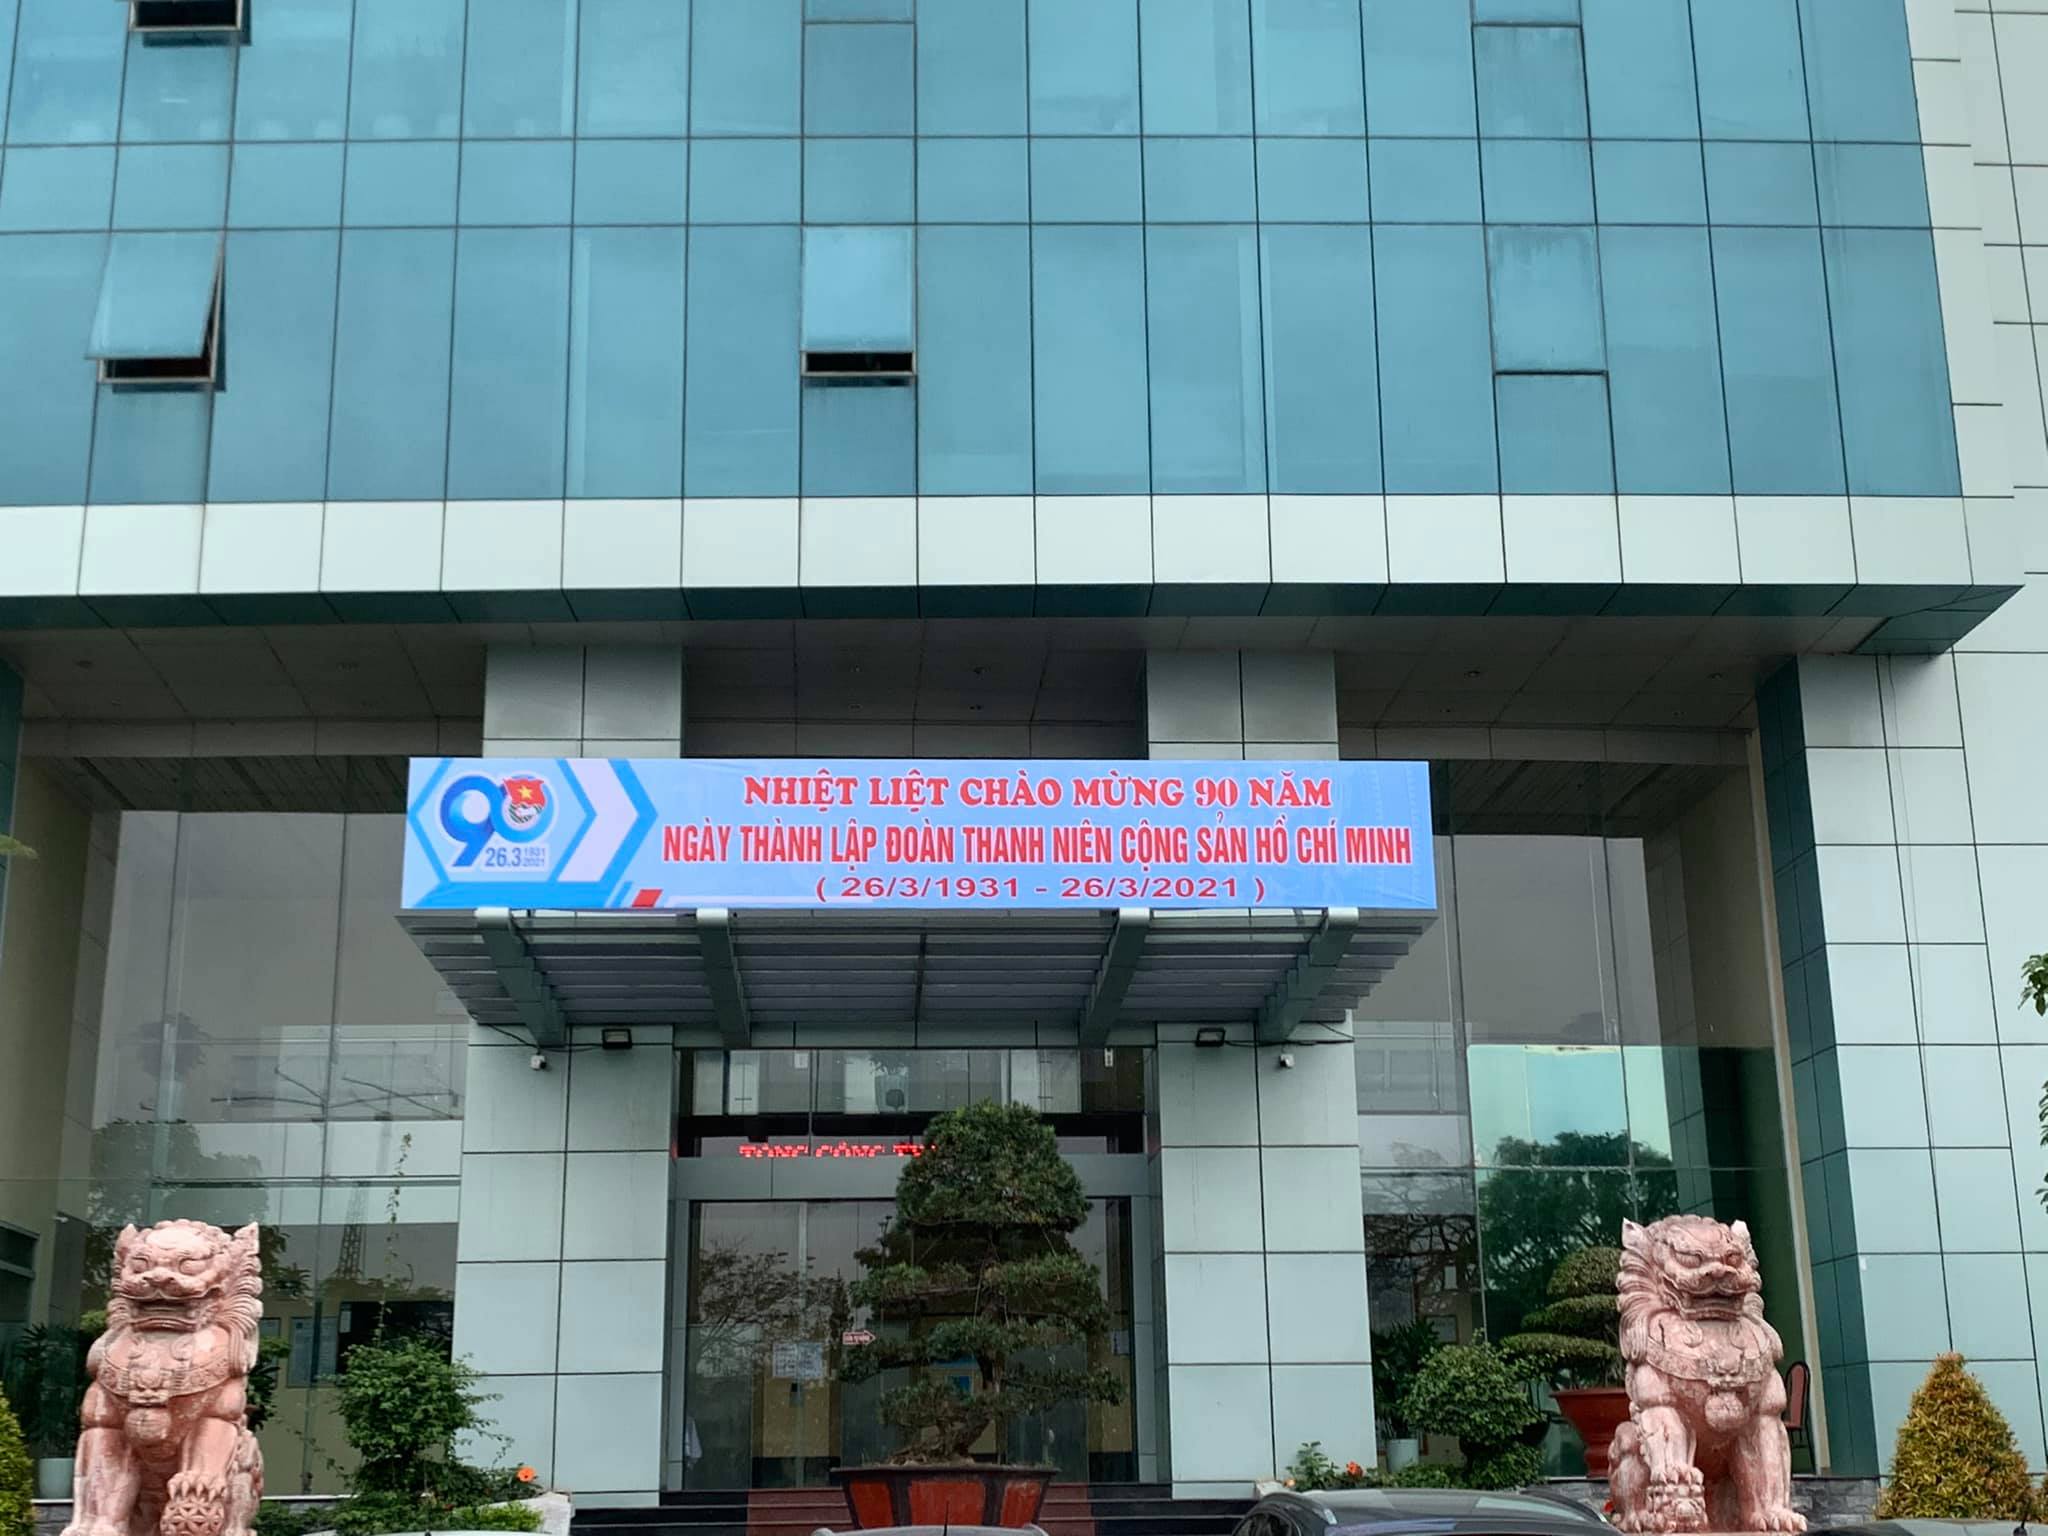 90
26.3 1931
2021
NHIỆT LIỆT CHÀO MỪNG 90 NĂM
NGÀY THÀNH LẬP ĐOÀN THANH NIÊN CỘNG SẢN HỒ CHÍ MINH
( 26/3/1931 - 26/3/2021 )